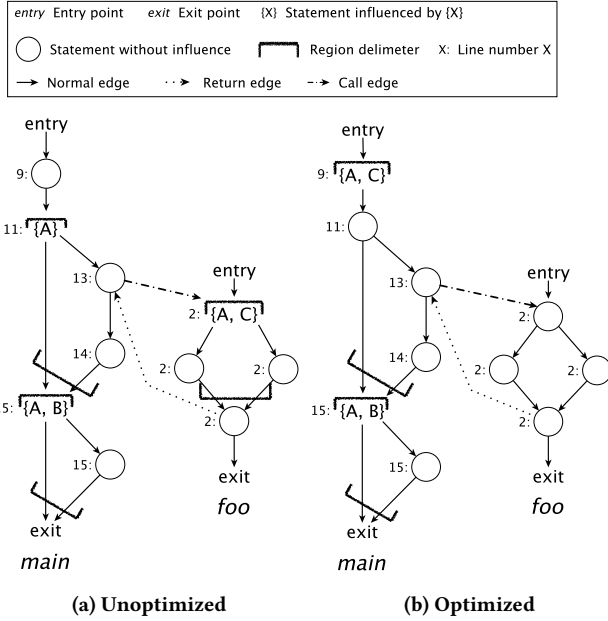 entry Entry point exit Exit point {X} Statement influenced by {X}
Statement without influence Region delimeter X: Line number X
Normal edge Return edge Call edge
entry
9:
11: {A}
13:
14:
5: {A, B}
15:
exit
main
entry
2: {A, C}
2: 2:
2:
exit
foo
(a) Unoptimized
entry
9: {A, C}
11:
13:
14:
15: {A, B}
15:
exit
main
entry
2:
2: 2:
2:
exit
foo
(b) Optimized